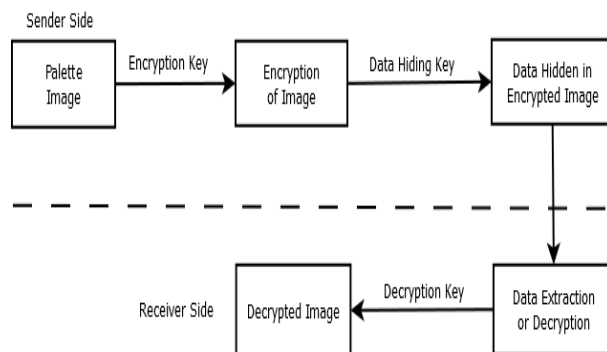 Sender Side
Palette
Image
Encryption Key
Encryption
of Image
Data Hiding Key
Data Hidden in
Encrypted Image
Receiver Side
Decrypted Image
Decryption Key
Data Extraction
or Decryption